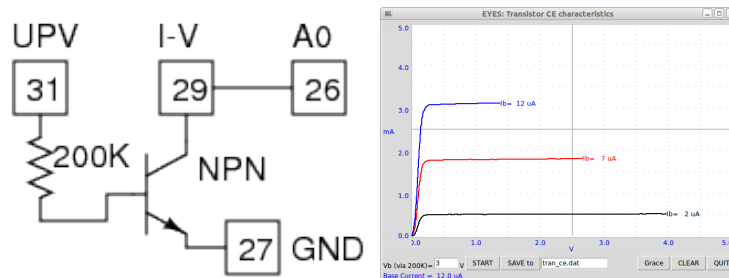 UPV I-V A0
31 29 26
200K NPN
27 GND
EYES: Transistor CE characteristics
5.0
4.0
Ib= 12 uA
3.0
mA
2.0
Ib= 7 uA
1.0
Ib= 2 uA
0.0
0.0 1.0 2.0 3.0 4.0
V
Vb (via 200K)= 3 V START SAVE to tran_ce.dat Grace CLEAR QUIT
Base Current = 12.0 uA